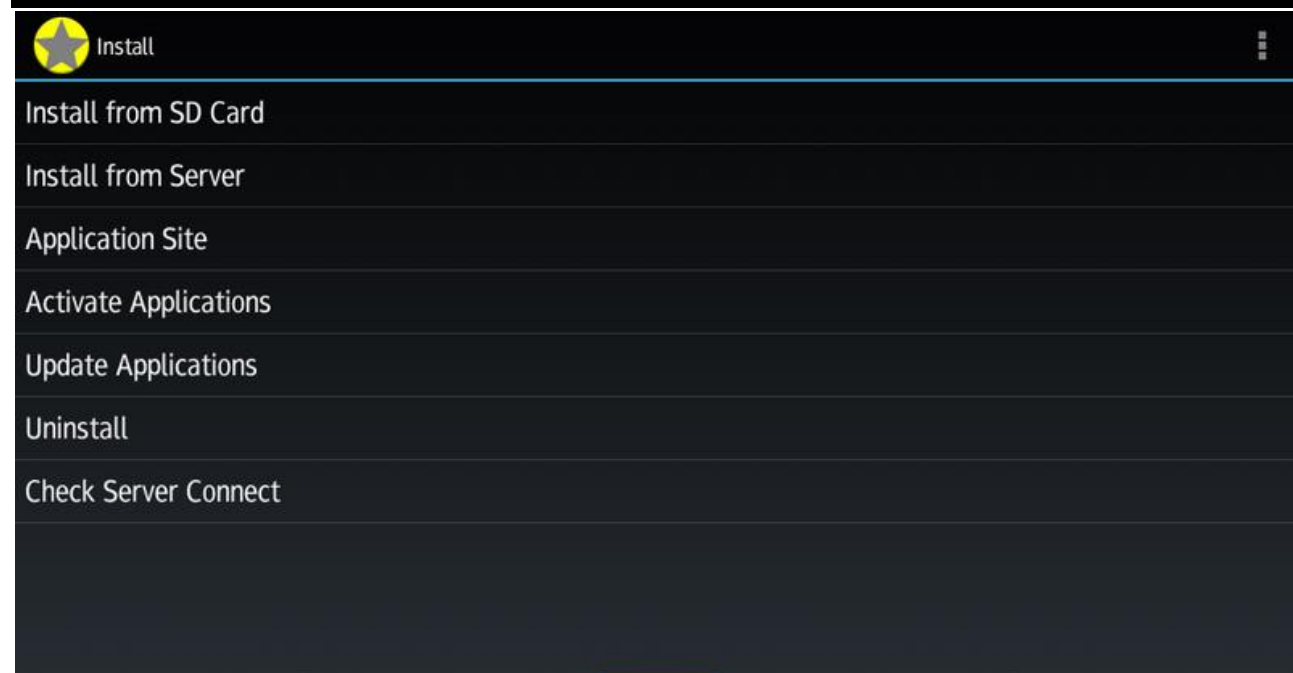 Install
Install from SD Card
Install from Server
Application Site
Activate Applications
Update Applications
Uninstall
Check Server Connect